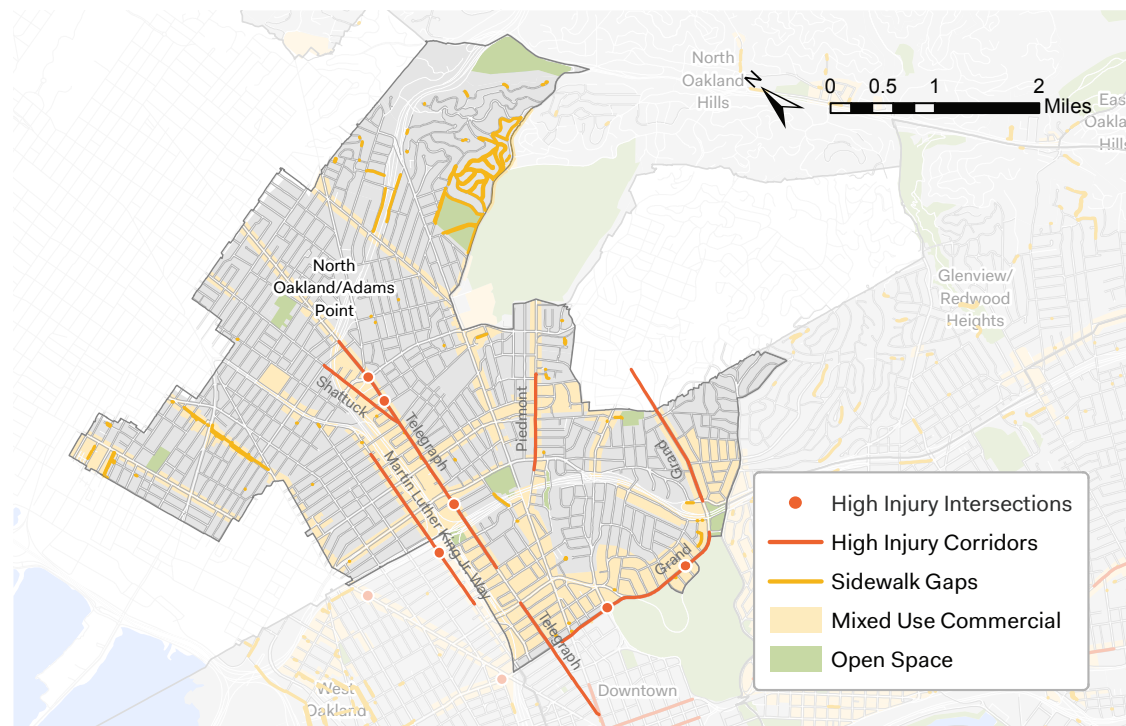 North
Oakland
Hills
N
0 0.5 1 2
Miles
East
Oakland
Hills
North
Oakland/Adams
Point
Glenview/
Redwood
Heights
Shattuck
Telegraph
Piedmont
Grand
Martin Luther King Jr. Way
Grand
Telegraph
West
Oakland
Downtown
High Injury Intersections
High Injury Corridors
Sidewalk Gaps
Mixed Use Commercial
Open Space